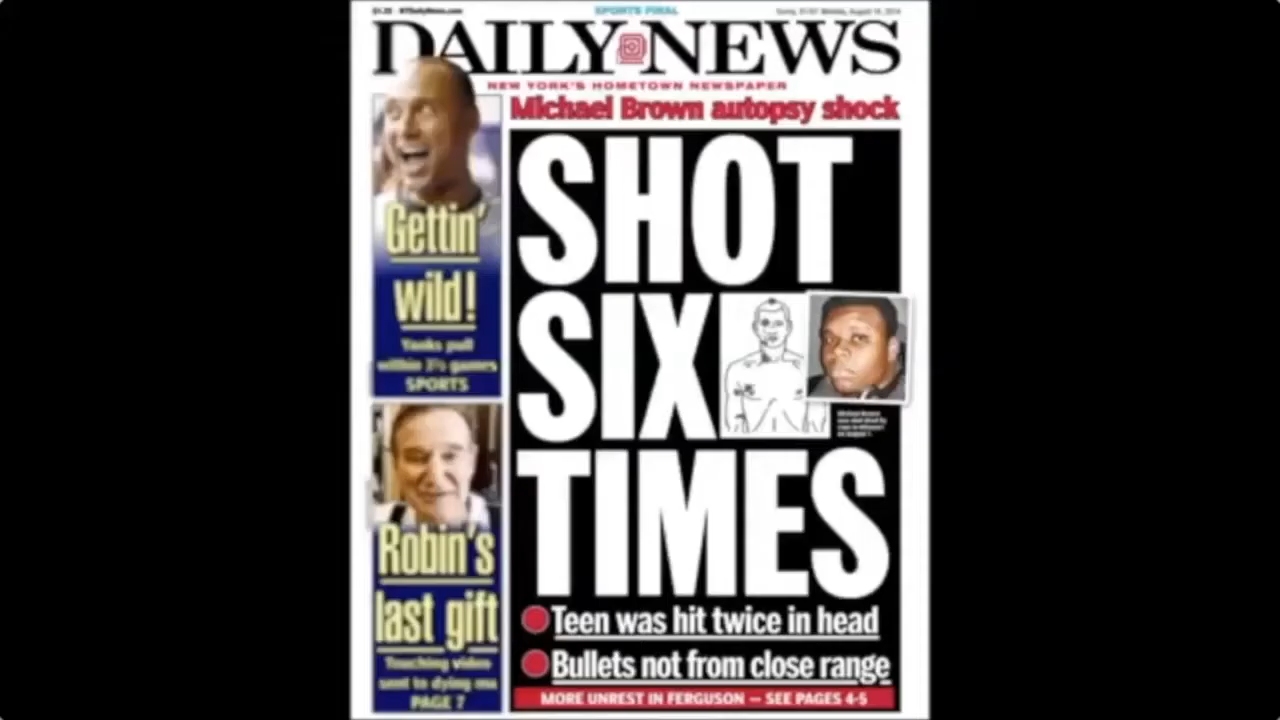 SPORTS FINAL
DAILY NEWS
NEW YORK'S HOMETOWN NEWSPAPER
Michael Brown autopsy shock
SHOT
SIX
TIMES
Teen was hit twice in head
Bullets not from close range
MORE UNREST IN FERGUSON — SEE PAGES 4-5
Gettin'
wild!
Yanks pull
within 7½ games
SPORTS
Robin's
last gift
Touching video
sent to dying
PAGE 7